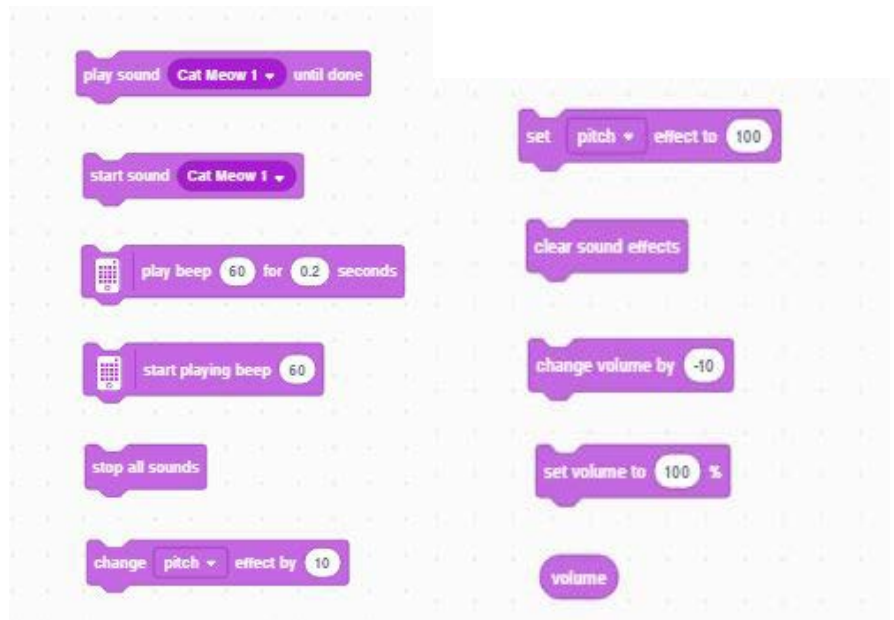 play sound Cat Meow 1 until done
start sound Cat Meow 1
play beep 60 for 0.2 seconds
start playing beep 60
stop all sounds
change pitch effect by 10
set pitch effect to 100
clear sound effects
change volume by -10
set volume to 100 %
volume